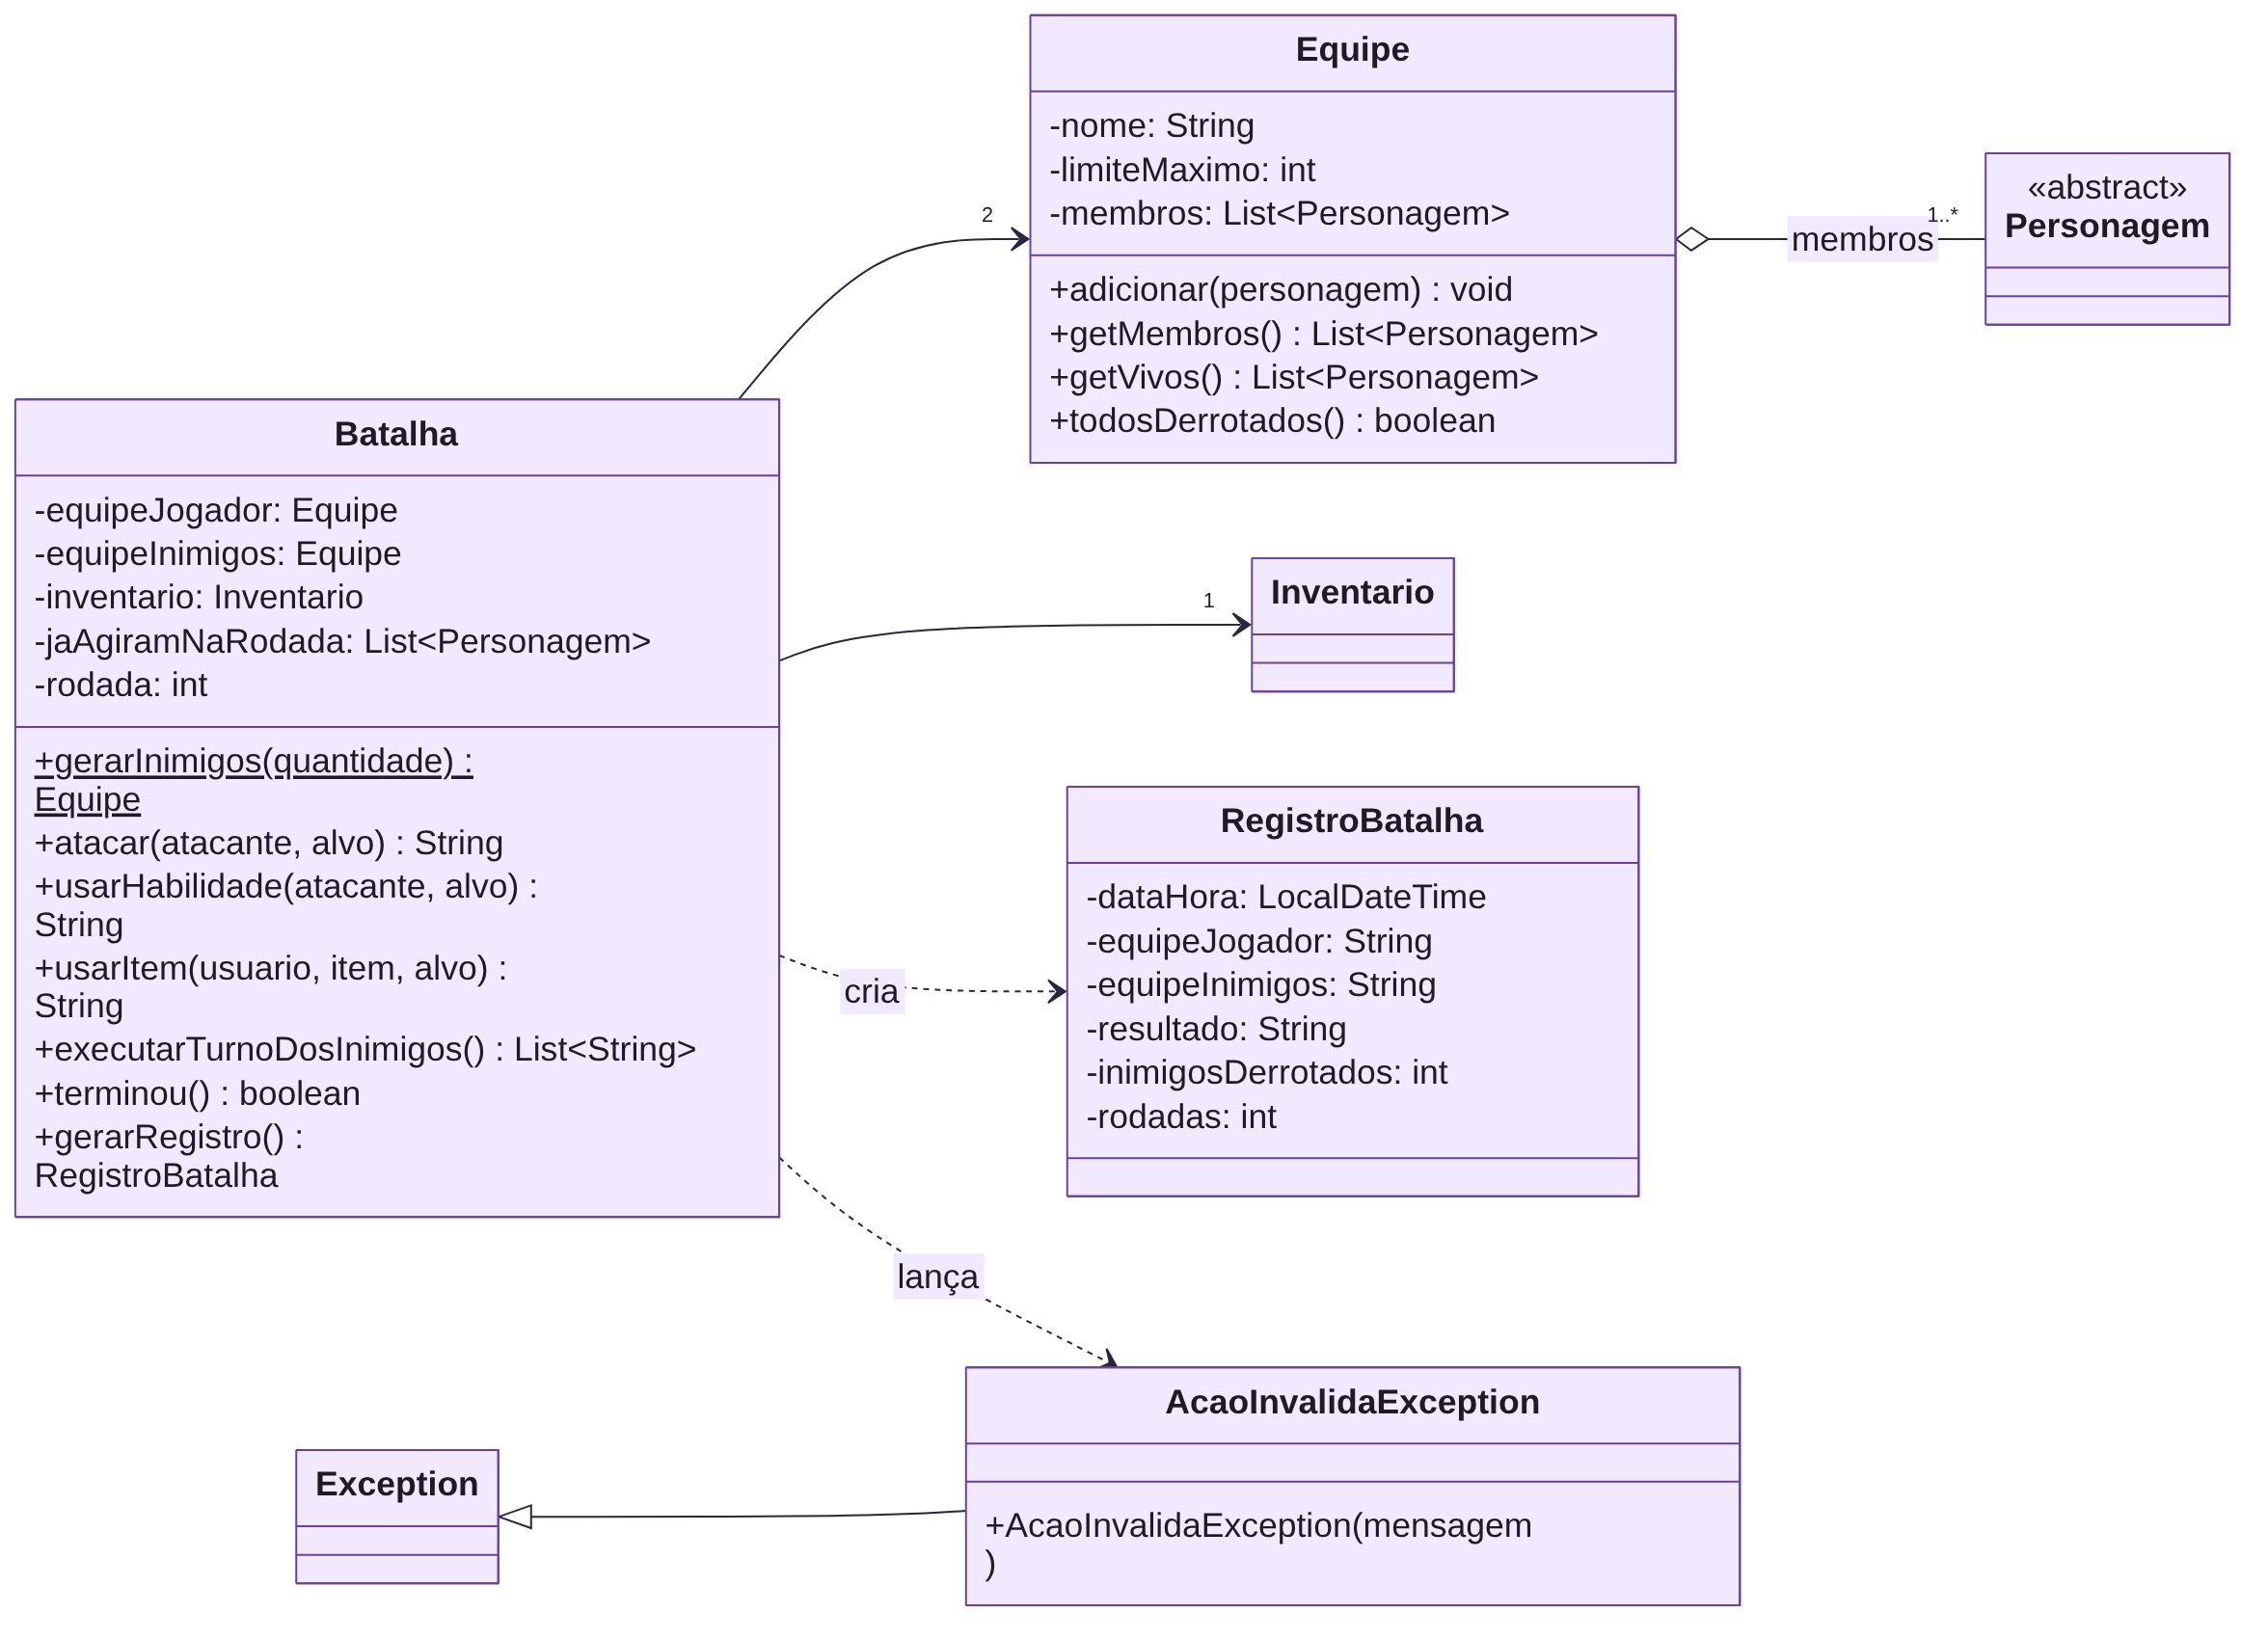 Equipe
-nome: String
-limiteMaximo: int
-membros: List<Personagem>
+adicionar(personagem) : void
+getMembros() : List<Personagem>
+getVivos() : List<Personagem>
+todosDerrotados() : boolean
2
membros
1..*
«abstract»
Personagem
Batalha
-equipeJogador: Equipe
-equipeInimigos: Equipe
-inventario: Inventario
-jaAgiramNaRodada: List<Personagem>
-rodada: int
+gerarInimigos(quantidade) :
Equipe
+atacar(atacante, alvo) : String
+usarHabilidade(atacante, alvo) :
String
+usarItem(usuario, item, alvo) :
String
+executarTurnoDosInimigos() : List<String>
+terminou() : boolean
+gerarRegistro() :
RegistroBatalha
1
Inventario
cria
RegistroBatalha
-dataHora: LocalDateTime
-equipeJogador: String
-equipeInimigos: String
-resultado: String
-inimigosDerrotados: int
-rodadas: int
lança
AcaoInvalidaException
+AcaoInvalidaException(mensagem
)
Exception